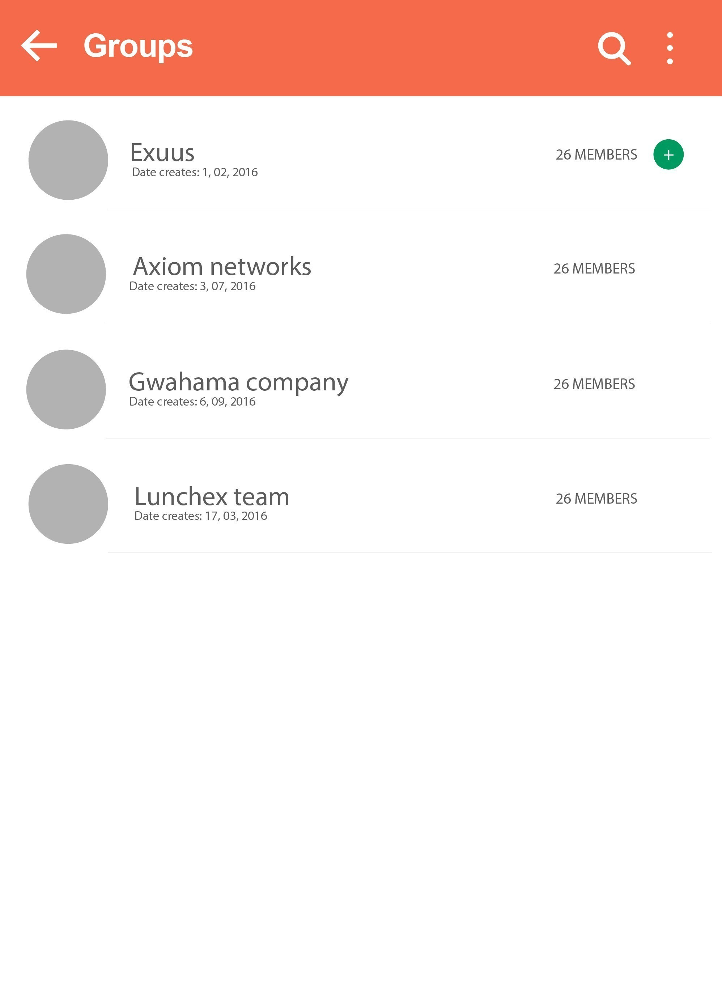 Groups
Exuus
26 MEMBERS
Date creates: 1, 02, 2016
Axiom networks
26 MEMBERS
Date creates: 3, 07, 2016
Gwahama company
26 MEMBERS
Date creates: 6, 09, 2016
Lunchex team
26 MEMBERS
Date creates: 17, 03, 2016